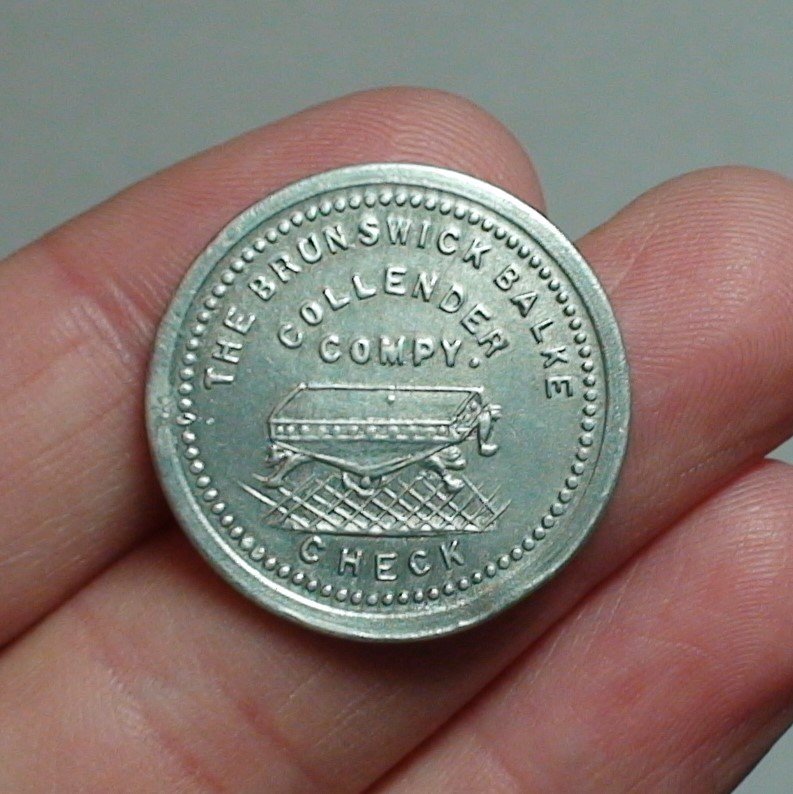 THE BRUNSWICK BALKE
COLLENDER
COMPY.
CHECK